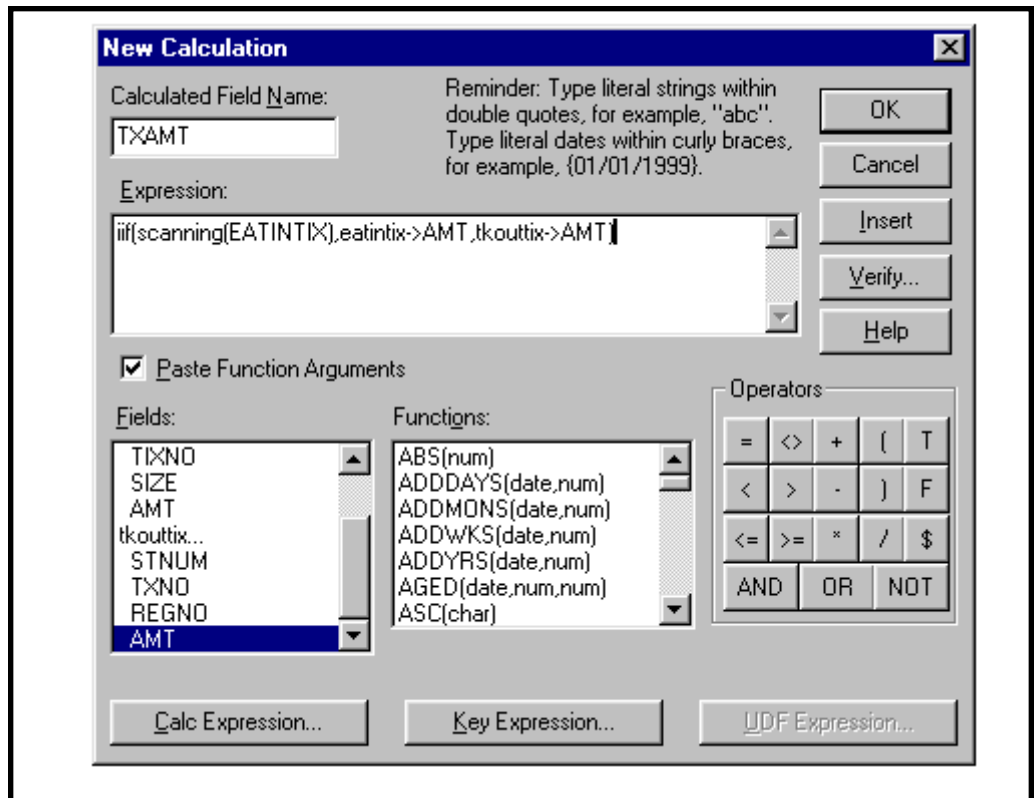 New Calculation
Calculated Field Name:
TXAMT
Reminder: Type literal strings within
double quotes, for example, "abc".
Type literal dates within curly braces,
for example, {01/01/1999}.
OK
Cancel
Expression:
iif(scanning(EATINTIX),eatintix->AMT,tkouttix->AMT)
Insert
Verify...
Help
Paste Function Arguments
Fields:
TIXNO
SIZE
AMT
tkouttix...
STNUM
TXNO
REGNO
AMT
Functions:
ABS(num)
ADDDAYS(date,num)
ADDMONS(date,num)
ADDWKS(date,num)
ADDYRS(date,num)
AGED(date,num,num)
ASC(char)
Operators
= <> + ( T
< > - ) F
<= >= * / $
AND OR NOT
Calc Expression...
Key Expression...
UDF Expression...